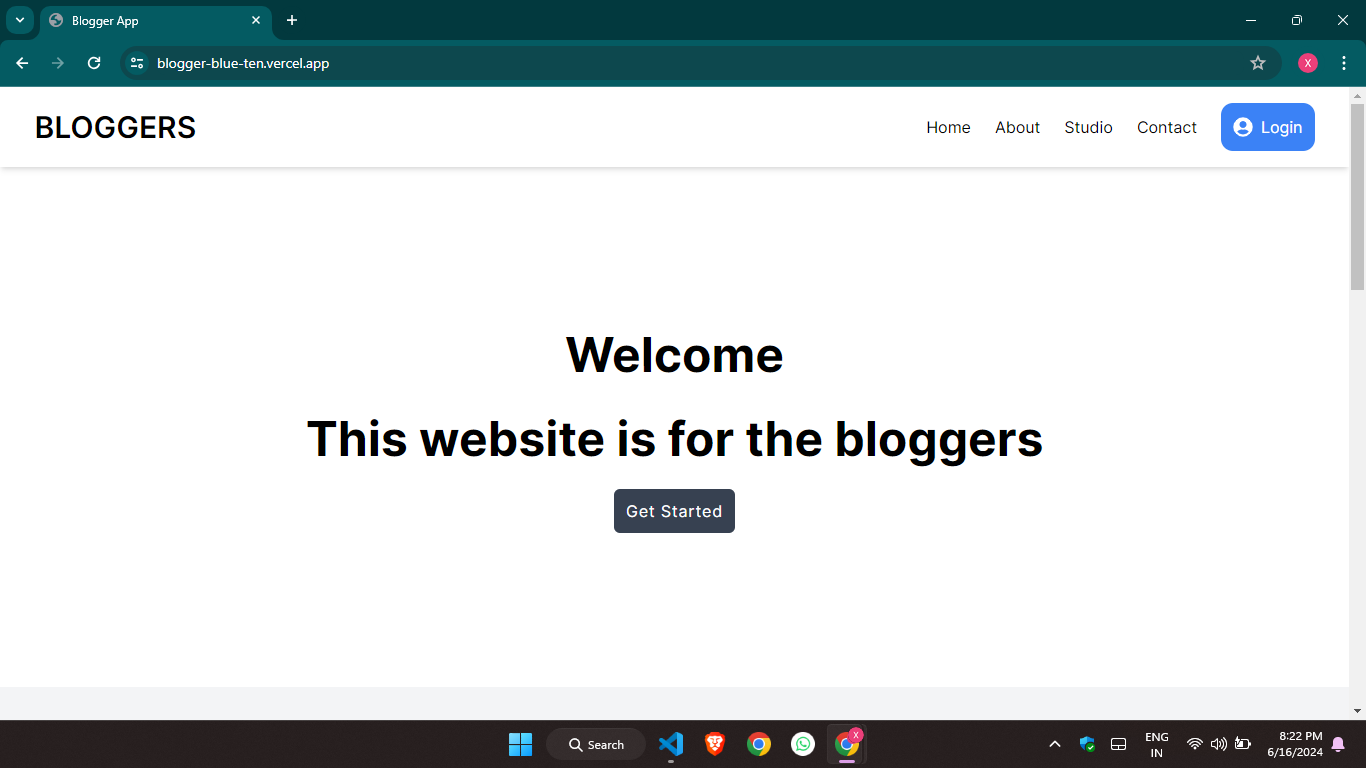 Blogger App
blogger-blue-ten.vercel.app
X
BLOGGERS
Home About Studio Contact Login
Welcome
This website is for the bloggers
Get Started
Search
X
ENG
IN
8:22 PM
6/16/2024